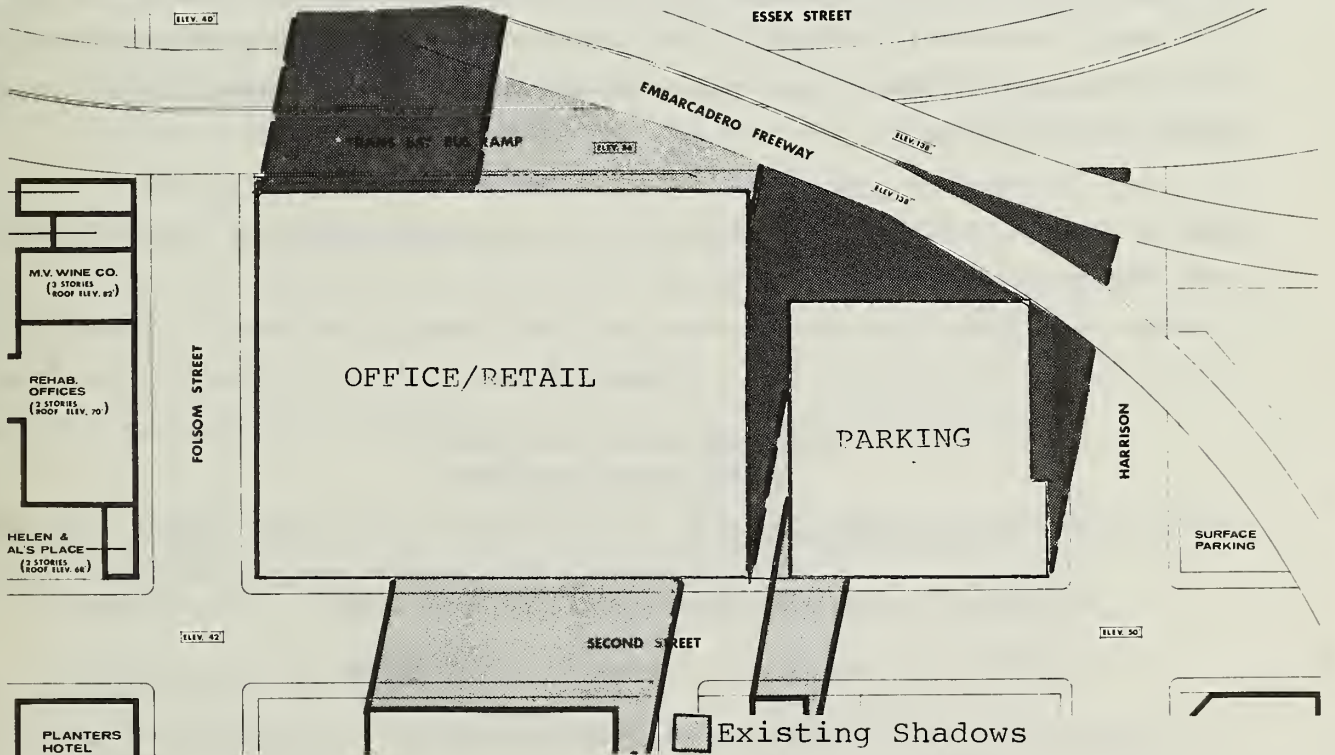 ELEV. 40'
ESSEX STREET
EMBARCADERO FREEWAY
ELEV. 138'
TRANS BAY BUS RAMP
ELEV. 138'
M.V. WINE CO.
ROOF ELEV. 82')
REHAB.
OFFICES
(2 STORIES
ROOF ELEV. 70')
FOLSOM STREET
OFFICE/RETAIL
PARKING
HARRISON
HELEN &
AL'S PLACE
(2 STORIES
ROOF ELEV. 68')
SURFACE
PARKING
ELEV. 42'
SECOND STREET
ELEV. 50'
PLANTERS
HOTEL
Existing Shadows